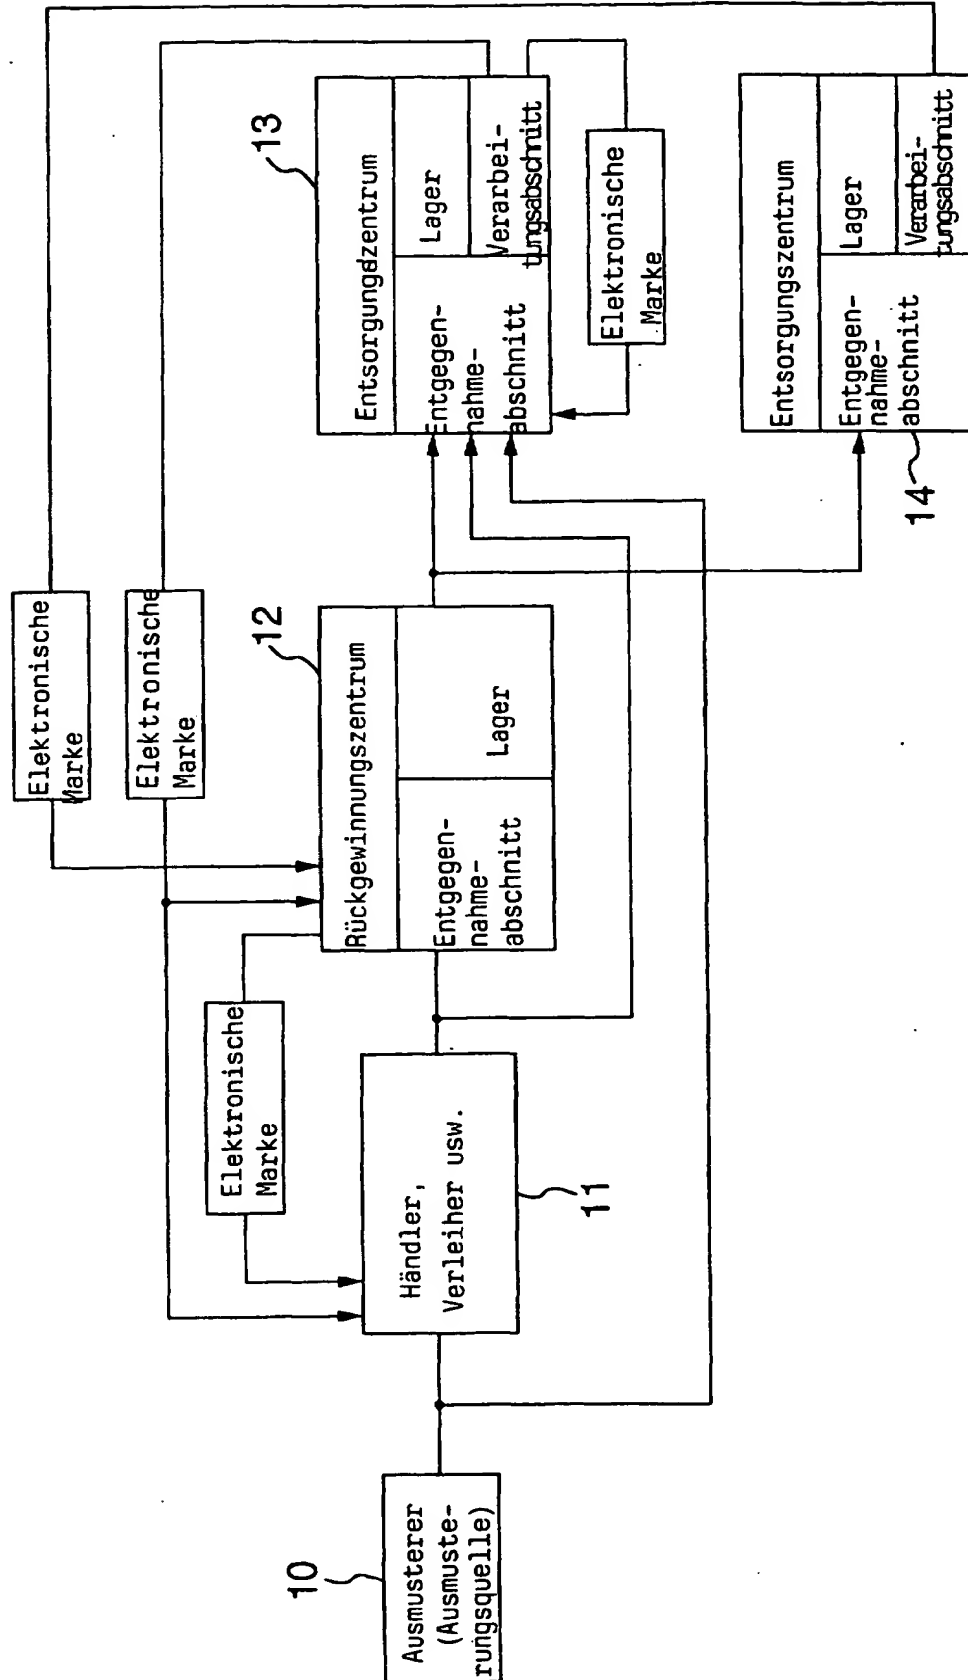 Elektronische
Marke
Elektronische
Marke
Elektronische
Marke
10
Ausmusterer
(Ausmuste-
rungsquelle)
11
Händler,
Verleiher usw.
12
Rückgewinnungszentrum
Entgegen-
nahme-
abschnitt
Lager
13
Entsorgungdzentrum
Entgegen-
nahme-
abschnitt
Lager
Verarbei-
tungsabschnitt
Elektronische
Marke
14
Entsorgungszentrum
Entgegen-
nahme-
abschnitt
Lager
Verarbei-
tungsabschnitt